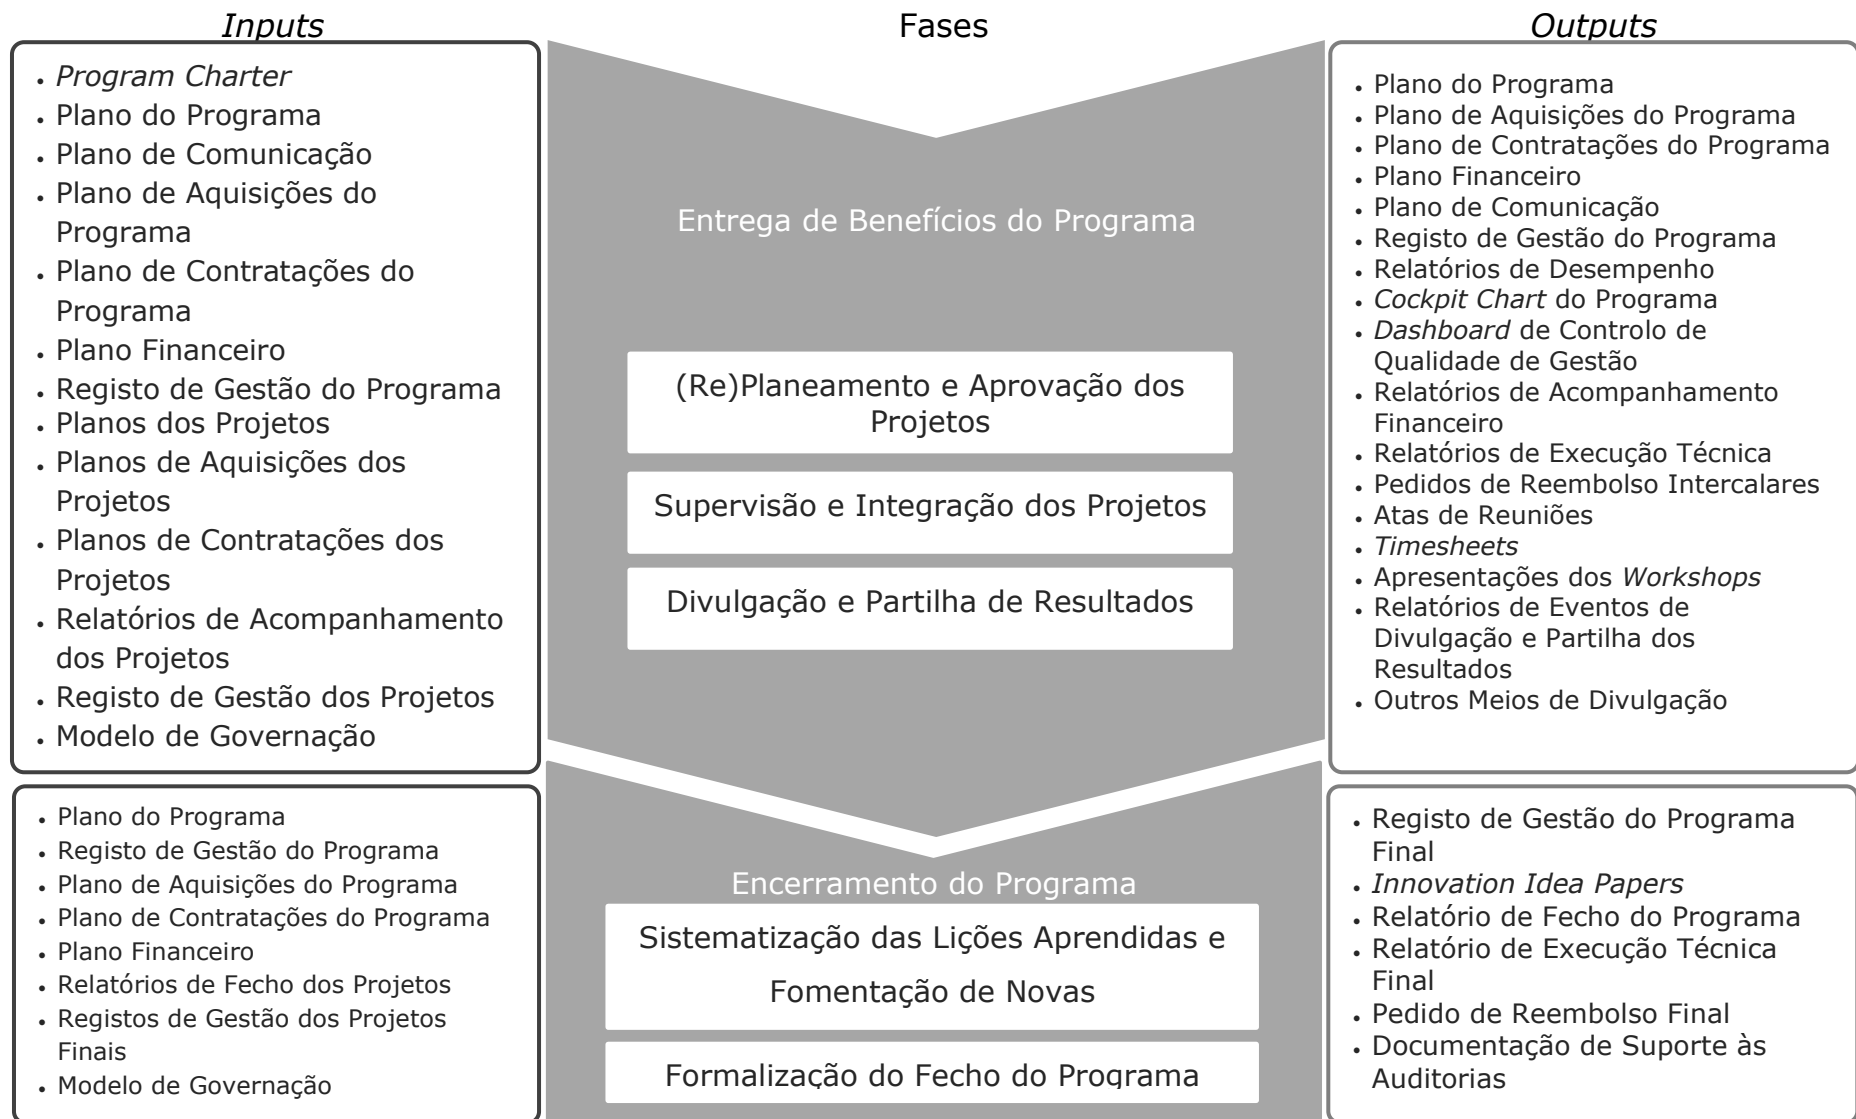 Inputs
Fases
Outputs
• Program Charter
• Plano do Programa
• Plano de Comunicação
• Plano de Aquisições do
Programa
• Plano de Contratações do
Programa
• Plano Financeiro
• Registo de Gestão do Programa
• Planos dos Projetos
• Planos de Aquisições dos
Projetos
• Planos de Contratações dos
Projetos
• Relatórios de Acompanhamento
dos Projetos
• Registo de Gestão dos Projetos
• Modelo de Governação
Entrega de Benefícios do Programa
(Re)Planeamento e Aprovação dos
Projetos
Supervisão e Integração dos Projetos
Divulgação e Partilha de Resultados
• Plano do Programa
• Plano de Aquisições do Programa
• Plano de Contratações do Programa
• Plano Financeiro
• Plano de Comunicação
• Registo de Gestão do Programa
• Relatórios de Desempenho
• Cockpit Chart do Programa
• Dashboard de Controlo de
Qualidade de Gestão
• Relatórios de Acompanhamento
Financeiro
• Relatórios de Execução Técnica
• Pedidos de Reembolso Intercalares
• Atas de Reuniões
• Timesheets
• Apresentações dos Workshops
• Relatórios de Eventos de
Divulgação e Partilha dos
Resultados
• Outros Meios de Divulgação
• Plano do Programa
• Registo de Gestão do Programa
• Plano de Aquisições do Programa
• Plano de Contratações do Programa
• Plano Financeiro
• Relatórios de Fecho dos Projetos
• Registos de Gestão dos Projetos
Finais
• Modelo de Governação
Encerramento do Programa
Sistematização das Lições Aprendidas e
Fomentação de Novas
Formalização do Fecho do Programa
• Registo de Gestão do Programa
Final
• Innovation Idea Papers
• Relatório de Fecho do Programa
• Relatório de Execução Técnica
Final
• Pedido de Reembolso Final
• Documentação de Suporte às
Auditorias